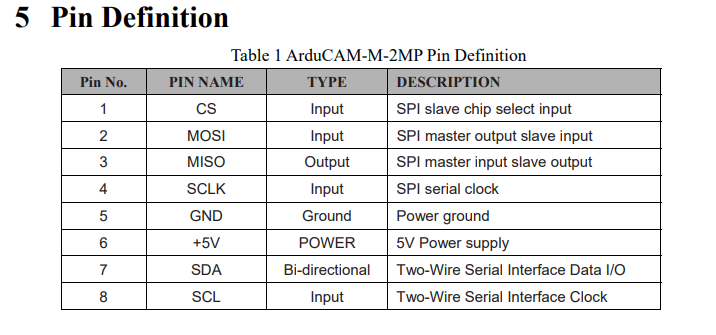 5 Pin Definition
Table 1 ArduCAM-M-2MP Pin Definition
Pin No. PIN NAME TYPE DESCRIPTION
1 CS Input SPI slave chip select input
2 MOSI Input SPI master output slave input
3 MISO Output SPI master input slave output
4 SCLK Input SPI serial clock
5 GND Ground Power ground
6 +5V POWER 5V Power supply
7 SDA Bi-directional Two-Wire Serial Interface Data I/O
8 SCL Input Two-Wire Serial Interface Clock